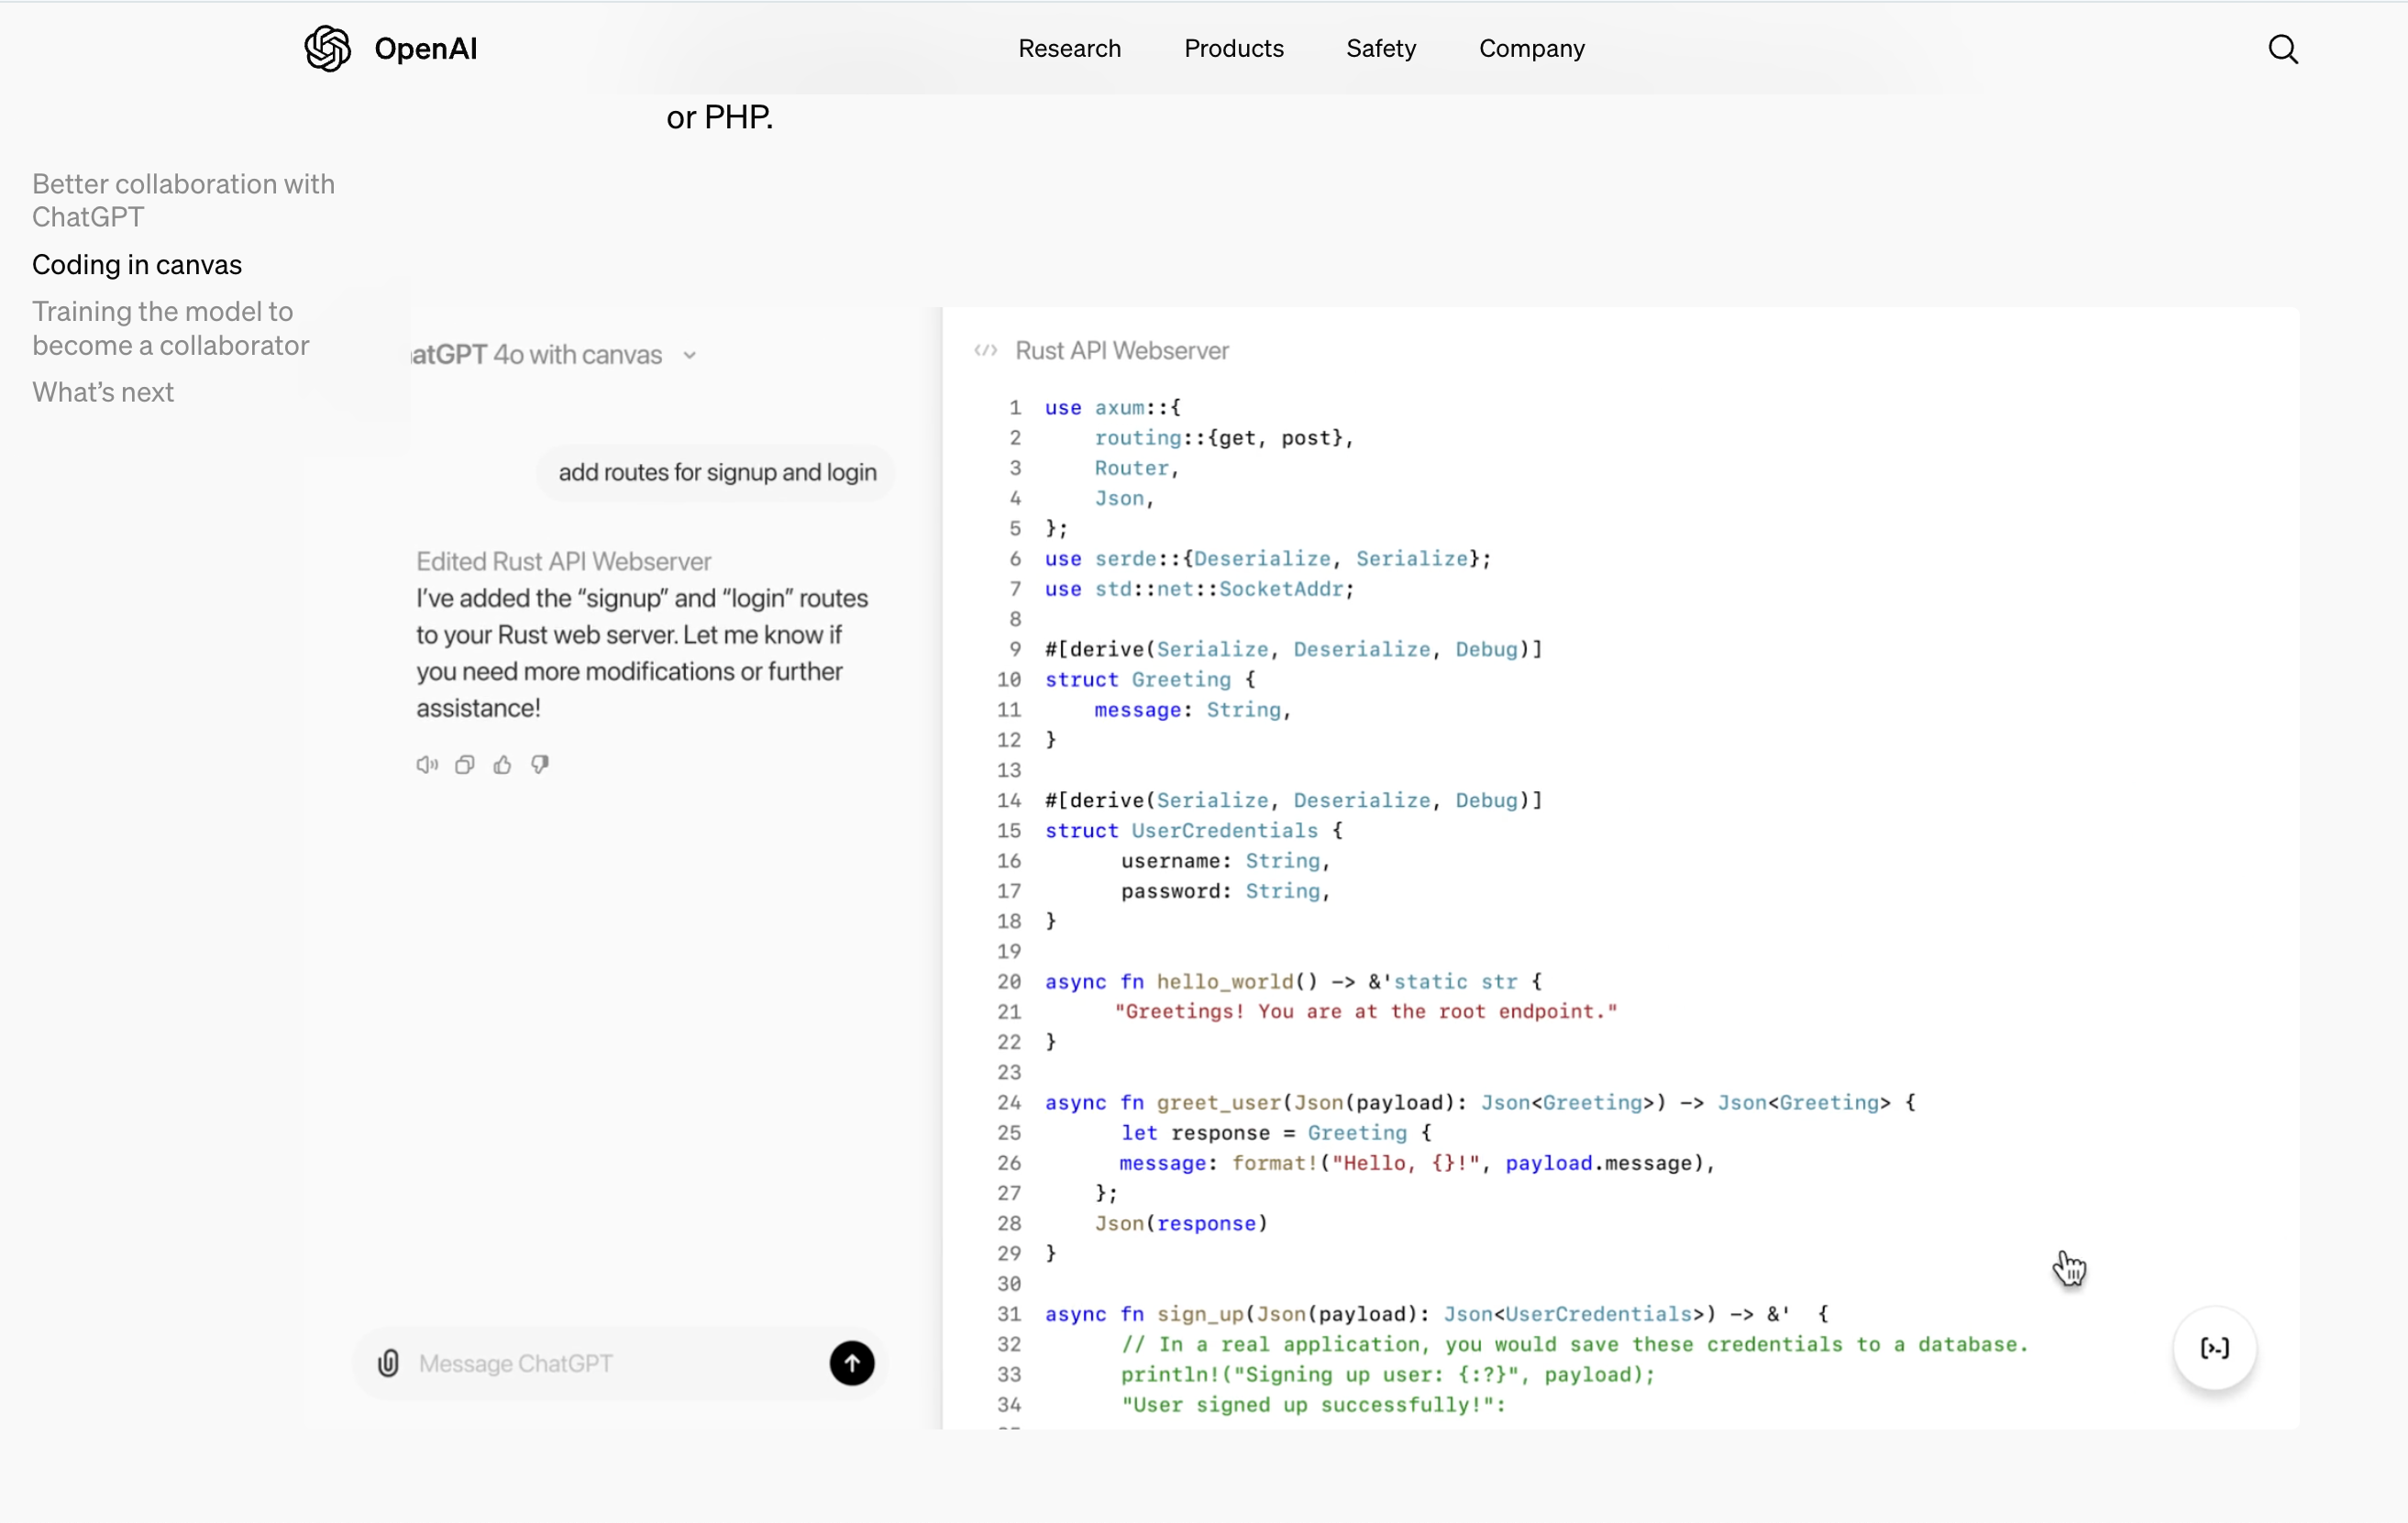 OpenAI
Research Products Safety Company
or PHP.
Better collaboration with
ChatGPT
Coding in canvas
Training the model to
become a collaborator
What's next
atGPT 4o with canvas
add routes for signup and login
Edited Rust API Webserver
I've added the “signup” and “login” routes
to your Rust web server. Let me know if
you need more modifications or further
assistance!
Message ChatGPT
Rust API Webserver
1 use axum::{
2     routing::{get, post},
3     Router,
4     Json,
5 };
6 use serde::{Deserialize, Serialize};
7 use std::net::SocketAddr;
8
9 #[derive(Serialize, Deserialize, Debug)]
10 struct Greeting {
11     message: String,
12 }
13
14 #[derive(Serialize, Deserialize, Debug)]
15 struct UserCredentials {
16       username: String,
17       password: String,
18 }
19
20 async fn hello_world() -> &'static str {
21       "Greetings! You are at the root endpoint."
22 }
23
24 async fn greet_user(Json(payload): Json<Greeting>) -> Json<Greeting> {
25       let response = Greeting {
26       message: format!("Hello, {}!", payload.message),
27     };
28     Json(response)
29 }
30
31 async fn sign_up(Json(payload): Json<UserCredentials>) -> &'  {
32       // In a real application, you would save these credentials to a database.
33       println!("Signing up user: {:?}", payload);
34       "User signed up successfully!":